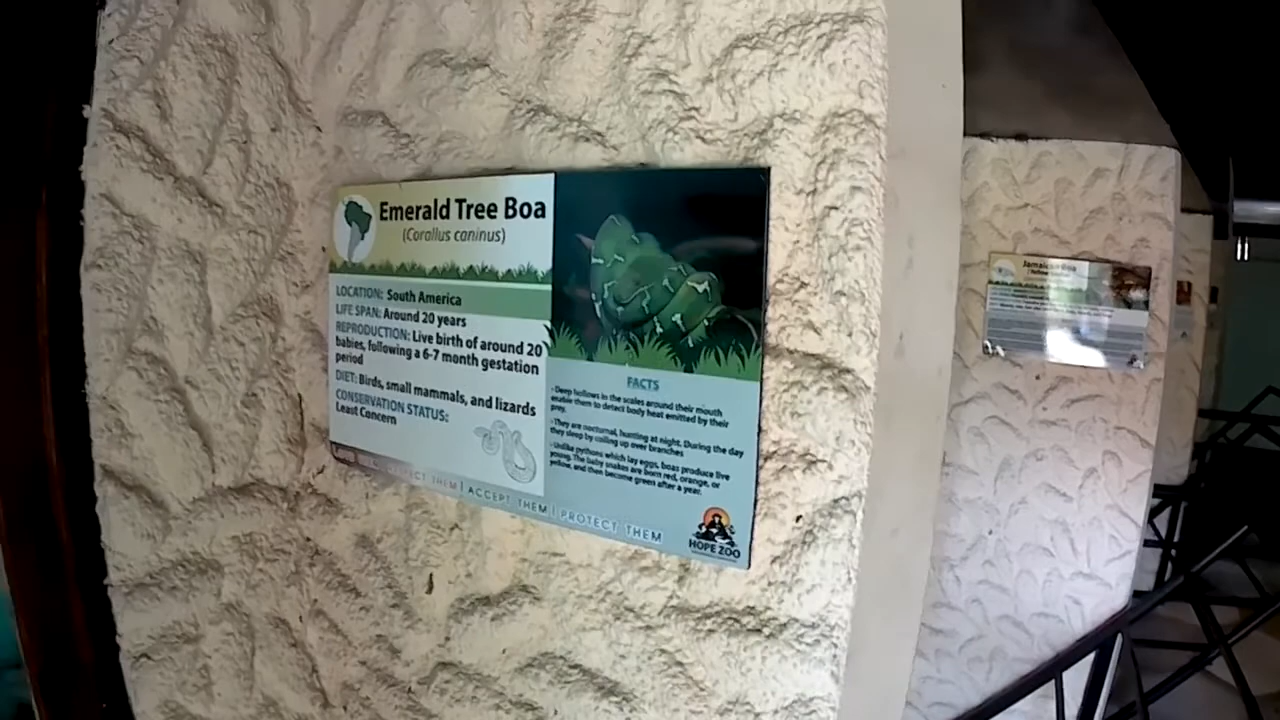 Emerald Tree Boa
(Corallus caninus)
LOCATION: South America
LIFE SPAN: Around 20 years
REPRODUCTION: Live birth of around 20
babies, following a 6-7 month gestation
period
DIET: Birds, small mammals, and lizards
CONSERVATION STATUS:
Least Concern
FACTS
- Deep hollows in the scales around their mouth
enable them to detect body heat emitted by their
prey.
- They are nocturnal, hunting at night. During the day
they sleep by coiling up over branches
- Unlike pythons which lay eggs, boas produce live
young. The baby snakes are born red, orange, or
yellow, and then become green after a year.
THEM | ACCEPT THEM | PROTECT THEM
HOPE ZOO
Jamaican Boa